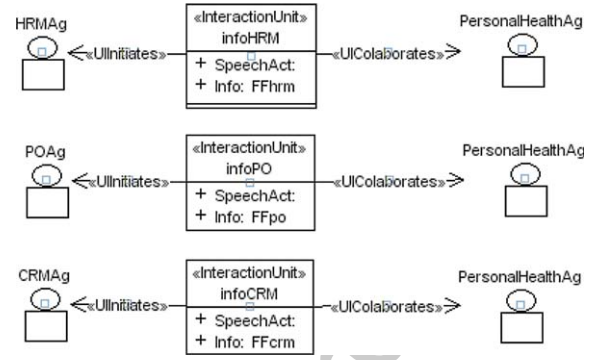 HRMAg
«InteractionUnit»
infoHRM
PersonalHealthAg
«UIInitiates»
«UIColaborates»
+ SpeechAct:
+ Info: FFhrm
POAg
«InteractionUnit»
infoPO
PersonalHealthAg
«UIInitiates»
«UIColaborates»
+ SpeechAct:
+ Info: FFpo
CRMAg
«InteractionUnit»
infoCRM
PersonalHealthAg
«UIInitiates»
«UIColaborates»
+ SpeechAct:
+ Info: FFcrm